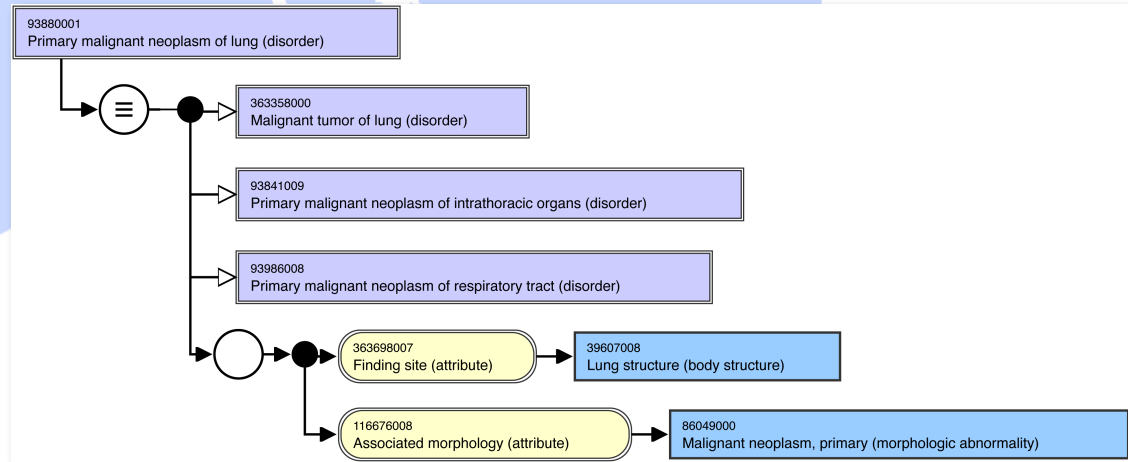 93880001
Primary malignant neoplasm of lung (disorder)
363358000
Malignant tumor of lung (disorder)
93841009
Primary malignant neoplasm of intrathoracic organs (disorder)
93986008
Primary malignant neoplasm of respiratory tract (disorder)
363698007
Finding site (attribute)
39607008
Lung structure (body structure)
116676008
Associated morphology (attribute)
86049000
Malignant neoplasm, primary (morphologic abnormality)